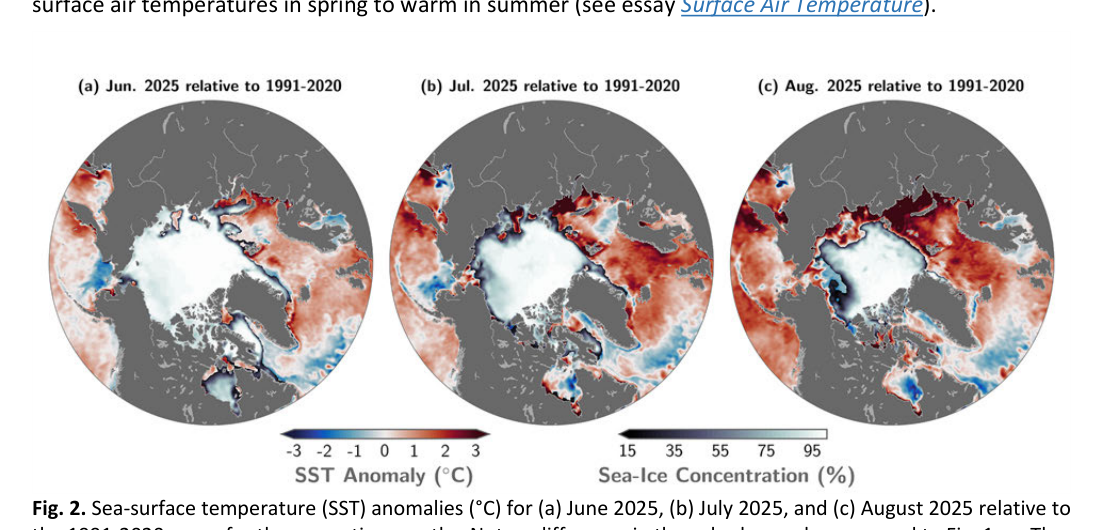 surface air temperatures in spring to warm in summer (see essay Surface Air Temperature).
(a) Jun. 2025 relative to 1991-2020 (b) Jul. 2025 relative to 1991-2020 (c) Aug. 2025 relative to 1991-2020
-3 -2 -1 0 1 2 3 15 35 55 75 95
SST Anomaly (°C) Sea-Ice Concentration (%)
Fig. 2. Sea-surface temperature (SST) anomalies (°C) for (a) June 2025, (b) July 2025, and (c) August 2025 relative to